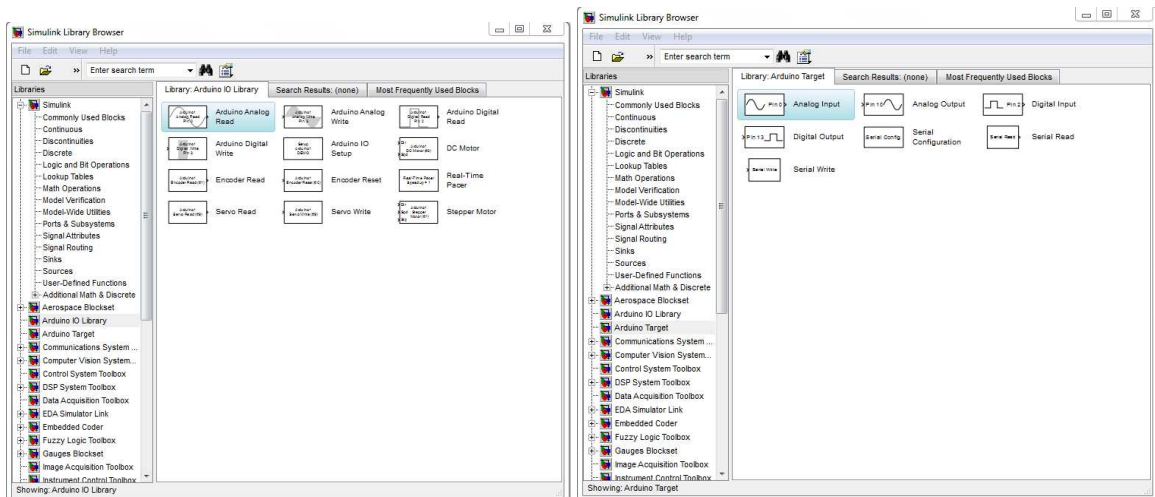 Simulink Library Browser
File Edit View Help
Enter search term
Libraries
Library: Arduino IO Library Search Results: (none) Most Frequently Used Blocks
Simulink
Commonly Used Blocks
Continuous
Discontinuities
Discrete
Logic and Bit Operations
Lookup Tables
Math Operations
Model Verification
Model-Wide Utilities
Ports & Subsystems
Signal Attributes
Signal Routing
Sinks
Sources
User-Defined Functions
Additional Math & Discrete
Aerospace Blockset
Arduino IO Library
Arduino Target
Communications System ...
Computer Vision System...
Control System Toolbox
DSP System Toolbox
Data Acquisition Toolbox
EDA Simulator Link
Embedded Coder
Fuzzy Logic Toolbox
Gauges Blockset
Image Acquisition Toolbox
Instrument Control Toolbox
Arduino Analog
Read
Arduino Analog
Write
Arduino Digital
Read
Arduino Digital
Write
Arduino IO
Setup
DC Motor
Encoder Read
Encoder Reset
Real-Time
Pacer
Servo Read
Servo Write
Stepper Motor
Showing: Arduino IO Library
Simulink Library Browser
File Edit View Help
Enter search term
Libraries
Library: Arduino Target Search Results: (none) Most Frequently Used Blocks
Simulink
Commonly Used Blocks
Continuous
Discontinuities
Discrete
Logic and Bit Operations
Lookup Tables
Math Operations
Model Verification
Model-Wide Utilities
Ports & Subsystems
Signal Attributes
Signal Routing
Sinks
Sources
User-Defined Functions
Additional Math & Discrete
Aerospace Blockset
Arduino IO Library
Arduino Target
Communications System ...
Computer Vision System...
Control System Toolbox
DSP System Toolbox
Data Acquisition Toolbox
EDA Simulator Link
Embedded Coder
Fuzzy Logic Toolbox
Gauges Blockset
Image Acquisition Toolbox
Instrument Control Toolbox
Pin 0 Analog Input
Pin 10 Analog Output
Pin 2 Digital Input
Pin 13 Digital Output
Serial Config Serial
Configuration
Serial Read Serial Read
Serial Write Serial Write
Showing: Arduino Target